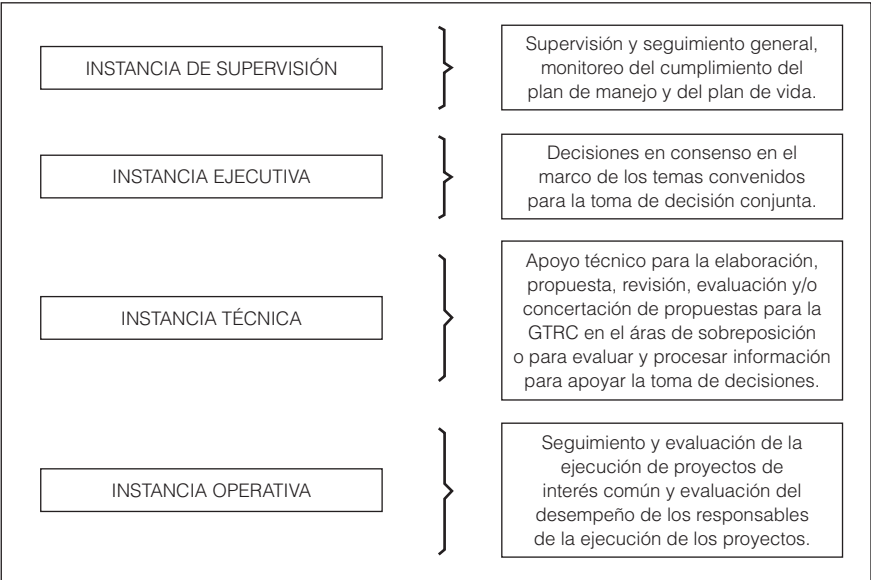 INSTANCIA DE SUPERVISIÓN
Supervisión y seguimiento general,
monitoreo del cumplimiento del
plan de manejo y del plan de vida.
INSTANCIA EJECUTIVA
Decisiones en consenso en el
marco de los temas convenidos
para la toma de decisión conjunta.
INSTANCIA TÉCNICA
Apoyo técnico para la elaboración,
propuesta, revisión, evaluación y/o
concertación de propuestas para la
GTRC en el áras de sobreposición
o para evaluar y procesar información
para apoyar la toma de decisiones.
INSTANCIA OPERATIVA
Seguimiento y evaluación de la
ejecución de proyectos de
interés común y evaluación del
desempeño de los responsables
de la ejecución de los proyectos.